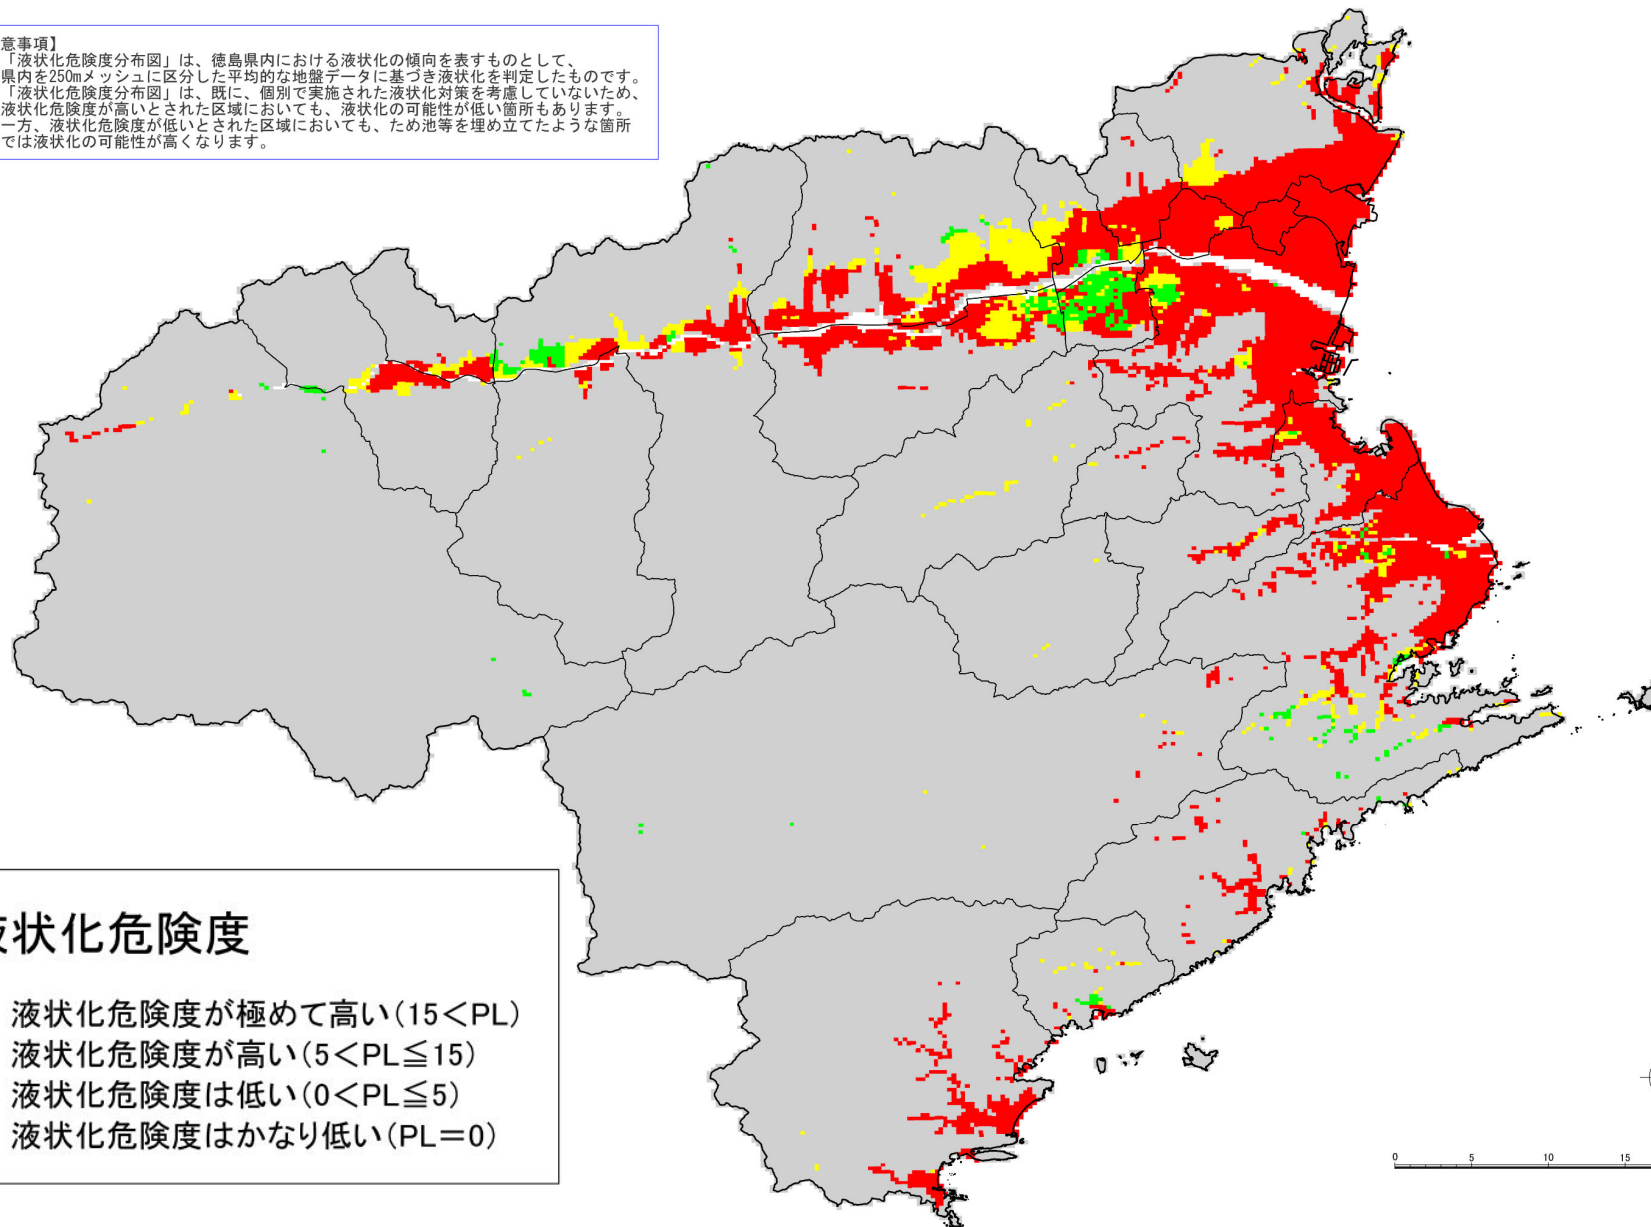 意事項】
「液状化危険度分布図」は、徳島県内における液状化の傾向を表すものとして、
県内を250mメッシュに区分した平均的な地盤データに基づき液状化を判定したものです。
「液状化危険度分布図」は、既に、個別で実施された液状化対策を考慮していないため、
液状化危険度が高いとされた区域においても、液状化の可能性が低い箇所もあります。
一方、液状化危険度が低いとされた区域においても、ため池等を埋め立てたような箇所
では液状化の可能性が高くなります。
液状化危険度
液状化危険度が極めて高い(15<PL)
液状化危険度が高い(5<PL≦15)
液状化危険度は低い(0<PL≦5)
液状化危険度はかなり低い(PL=0)
0 5 10 15